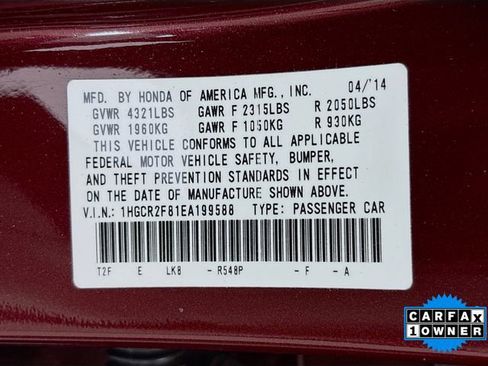 MFD. BY HONDA OF AMERICA MFG., INC. 04/'14
GVWR 4321LBS GAWR F 2315LBS R 2050LBS
GVWR 1960KG GAWR F 1050KG R 930KG
THIS VEHICLE CONFORMS TO ALL APPLICABLE
FEDERAL MOTOR VEHICLE SAFETY, BUMPER,
AND THEFT PREVENTION STANDARDS IN EFFECT
ON THE DATE OF MANUFACTURE SHOWN ABOVE.
V.I.N.: 1HGCR2F81EA199588 TYPE: PASSENGER CAR
T2F E LK8 - R548P - F - A
CARFAX
1 OWNER